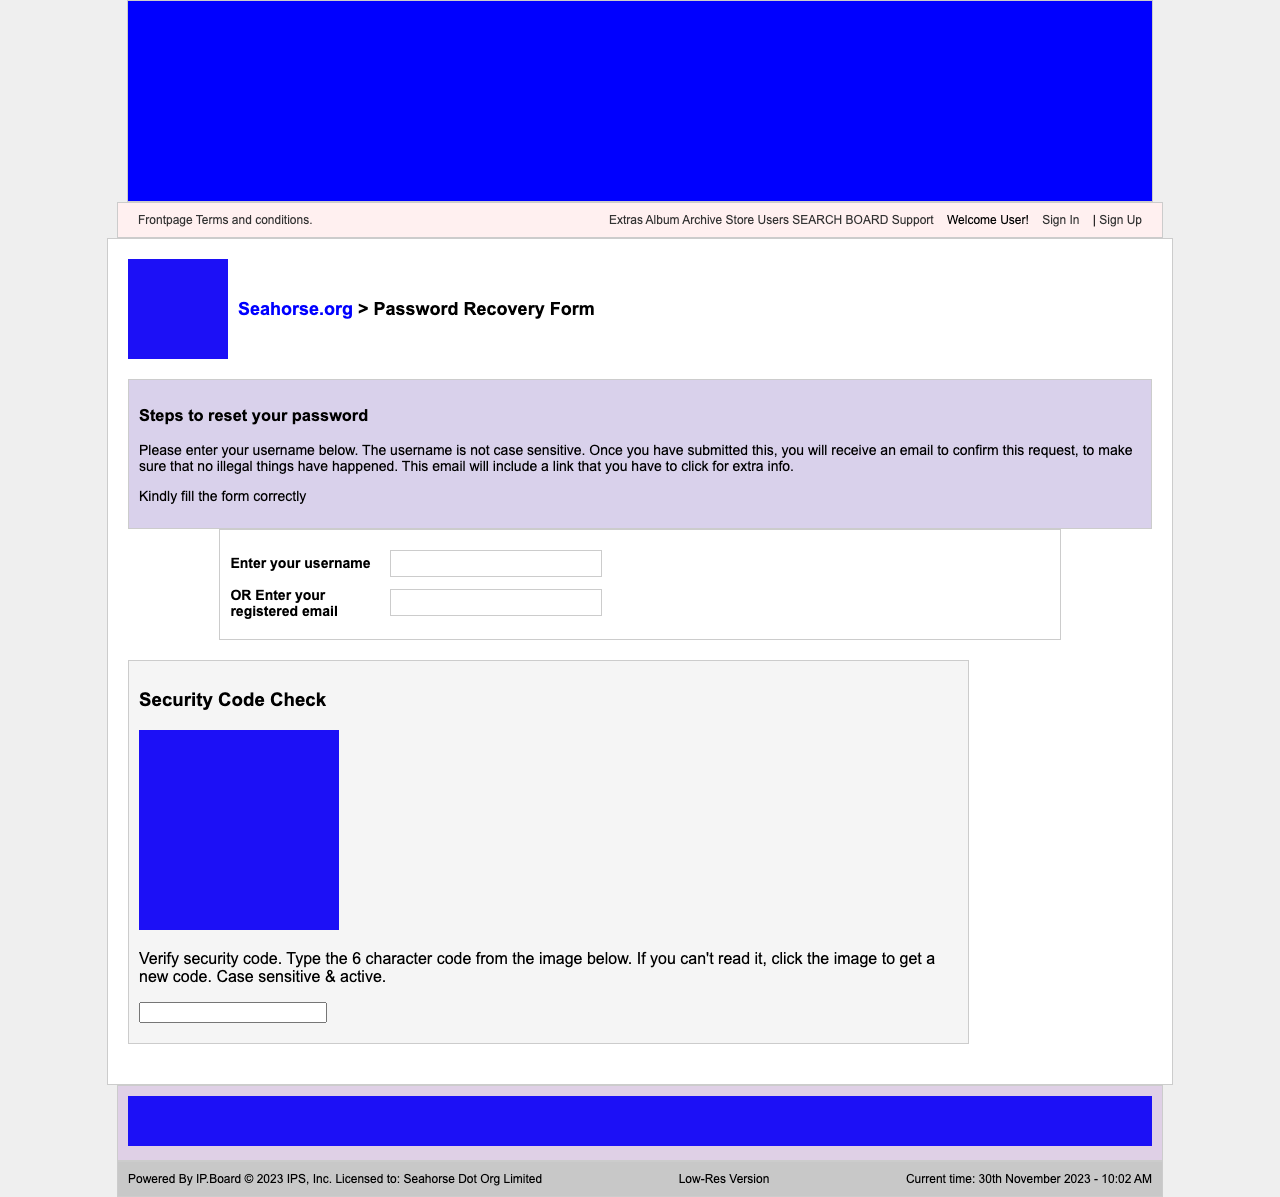 Frontpage Terms and conditions.
Extras Album Archive Store Users SEARCH BOARD Support Welcome User! Sign In | Sign Up
Seahorse.org > Password Recovery Form
Steps to reset your password
Please enter your username below. The username is not case sensitive. Once you have submitted this, you will receive an email to confirm this request, to make
sure that no illegal things have happened. This email will include a link that you have to click for extra info.
Kindly fill the form correctly
Enter your username
OR Enter your
registered email
Security Code Check
Verify security code. Type the 6 character code from the image below. If you can't read it, click the image to get a
new code. Case sensitive & active.
Powered By IP.Board © 2023 IPS, Inc. Licensed to: Seahorse Dot Org Limited
Low-Res Version
Current time: 30th November 2023 - 10:02 AM